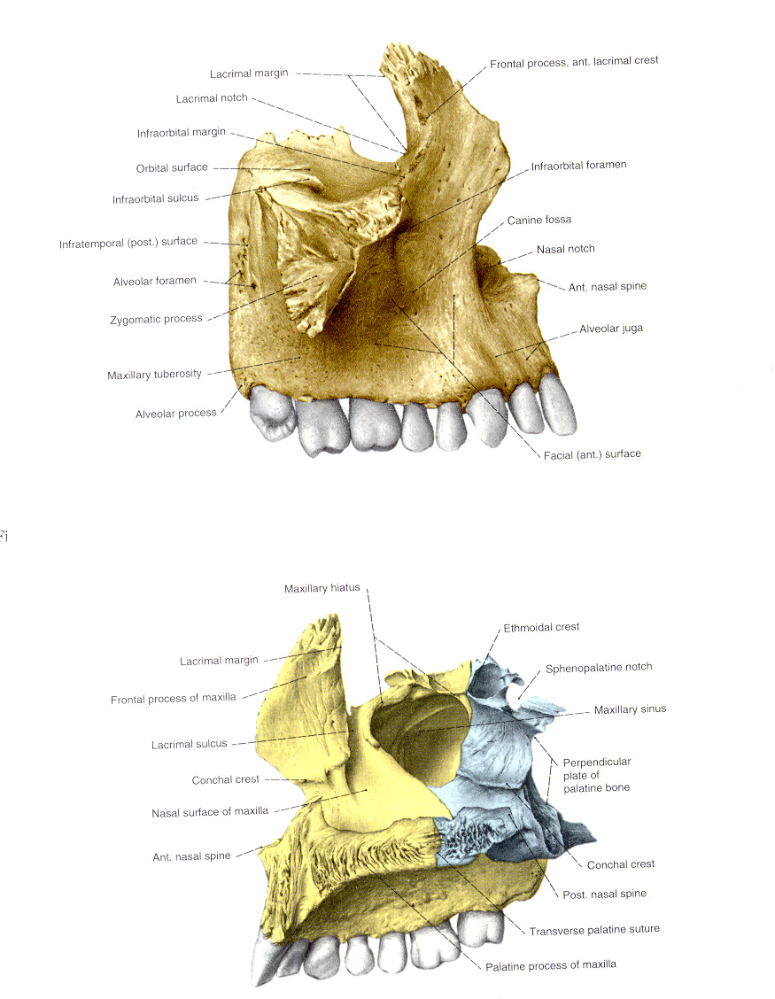 Lacrimal margin
Frontal process, ant. lacrimal crest
Lacrimal notch
Infraorbital margin
Orbital surface
Infraorbital foramen
Infraorbital sulcus
Canine fossa
Infratemporal (post.) surface
Nasal notch
Alveolar foramen
Ant. nasal spine
Zygomatic process
Alveolar juga
Maxillary tuberosity
Alveolar process
Facial (ant.) surface
Fi
Maxillary hiatus
Ethmoidal crest
Lacrimal margin
Sphenopalatine notch
Frontal process of maxilla
Maxillary sinus
Lacrimal sulcus
Perpendicular
plate of
palatine bone
Conchal crest
Nasal surface of maxilla
Ant. nasal spine
Conchal crest
Post. nasal spine
Transverse palatine suture
Palatine process of maxilla